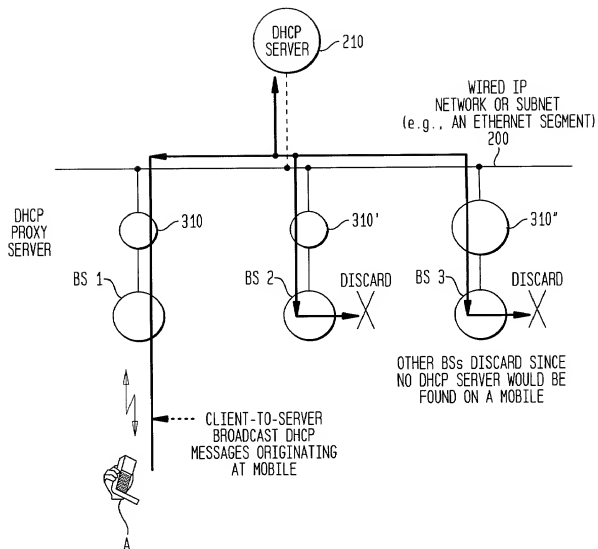 DHCP
SERVER
210
WIRED IP
NETWORK OR SUBNET
(e.g., AN ETHERNET SEGMENT)
200
DHCP
PROXY
SERVER
310
310'
310"
BS 1
BS 2
DISCARD
BS 3
DISCARD
OTHER BSs DISCARD SINCE
NO DHCP SERVER WOULD BE
FOUND ON A MOBILE
CLIENT-TO-SERVER
BROADCAST DHCP
MESSAGES ORIGINATING
AT MOBILE
A